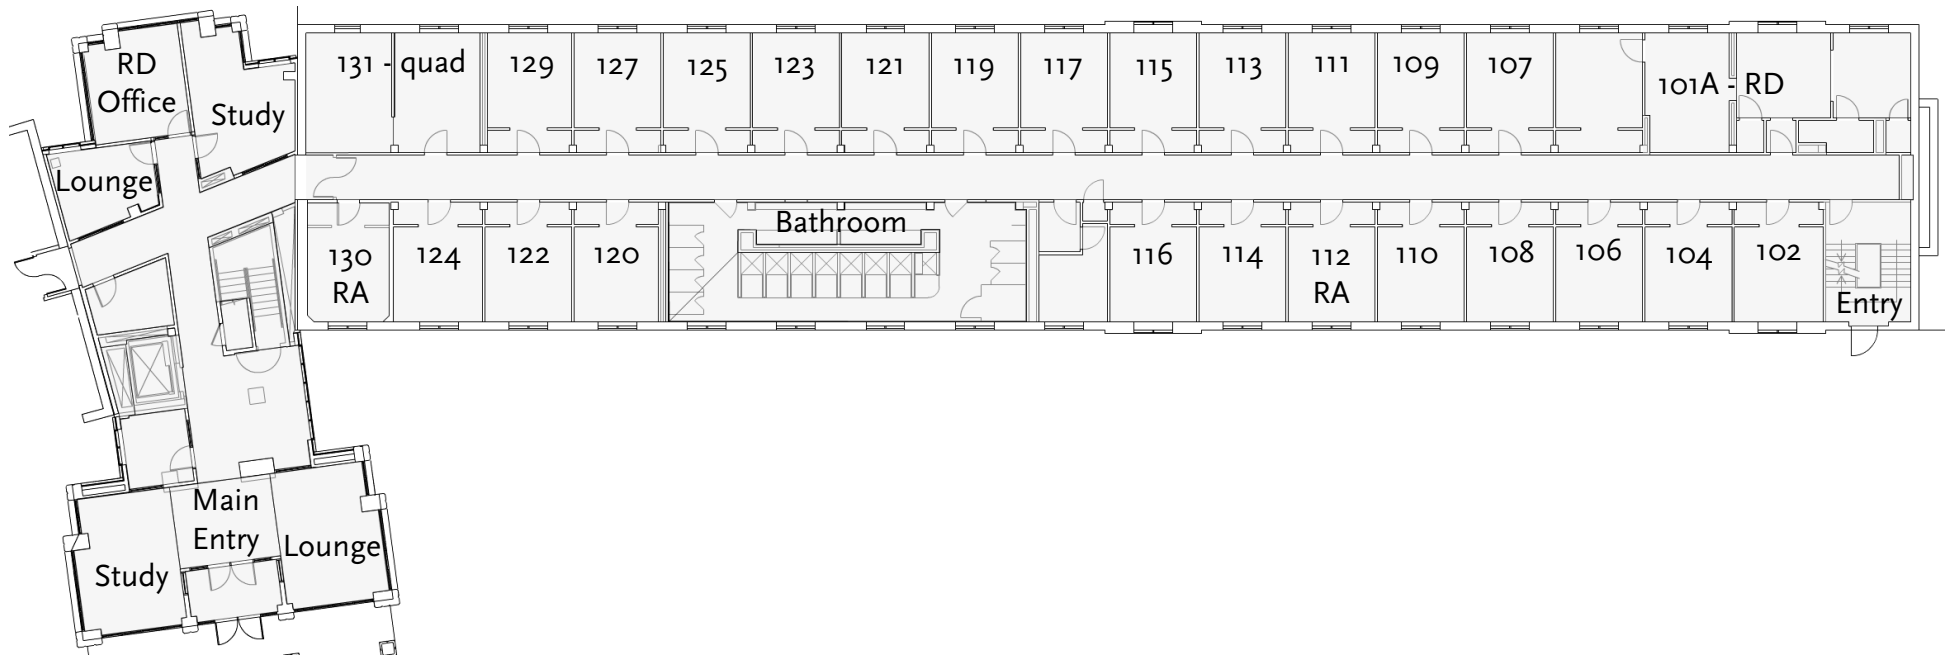 RD
Office
Study
Lounge
131 - quad
129
127
125
123
121
119
117
115
113
111
109
107
101A - RD
130
RA
124
122
120
Bathroom
116
114
112
RA
110
108
106
104
102
Entry
Main
Entry
Lounge
Study